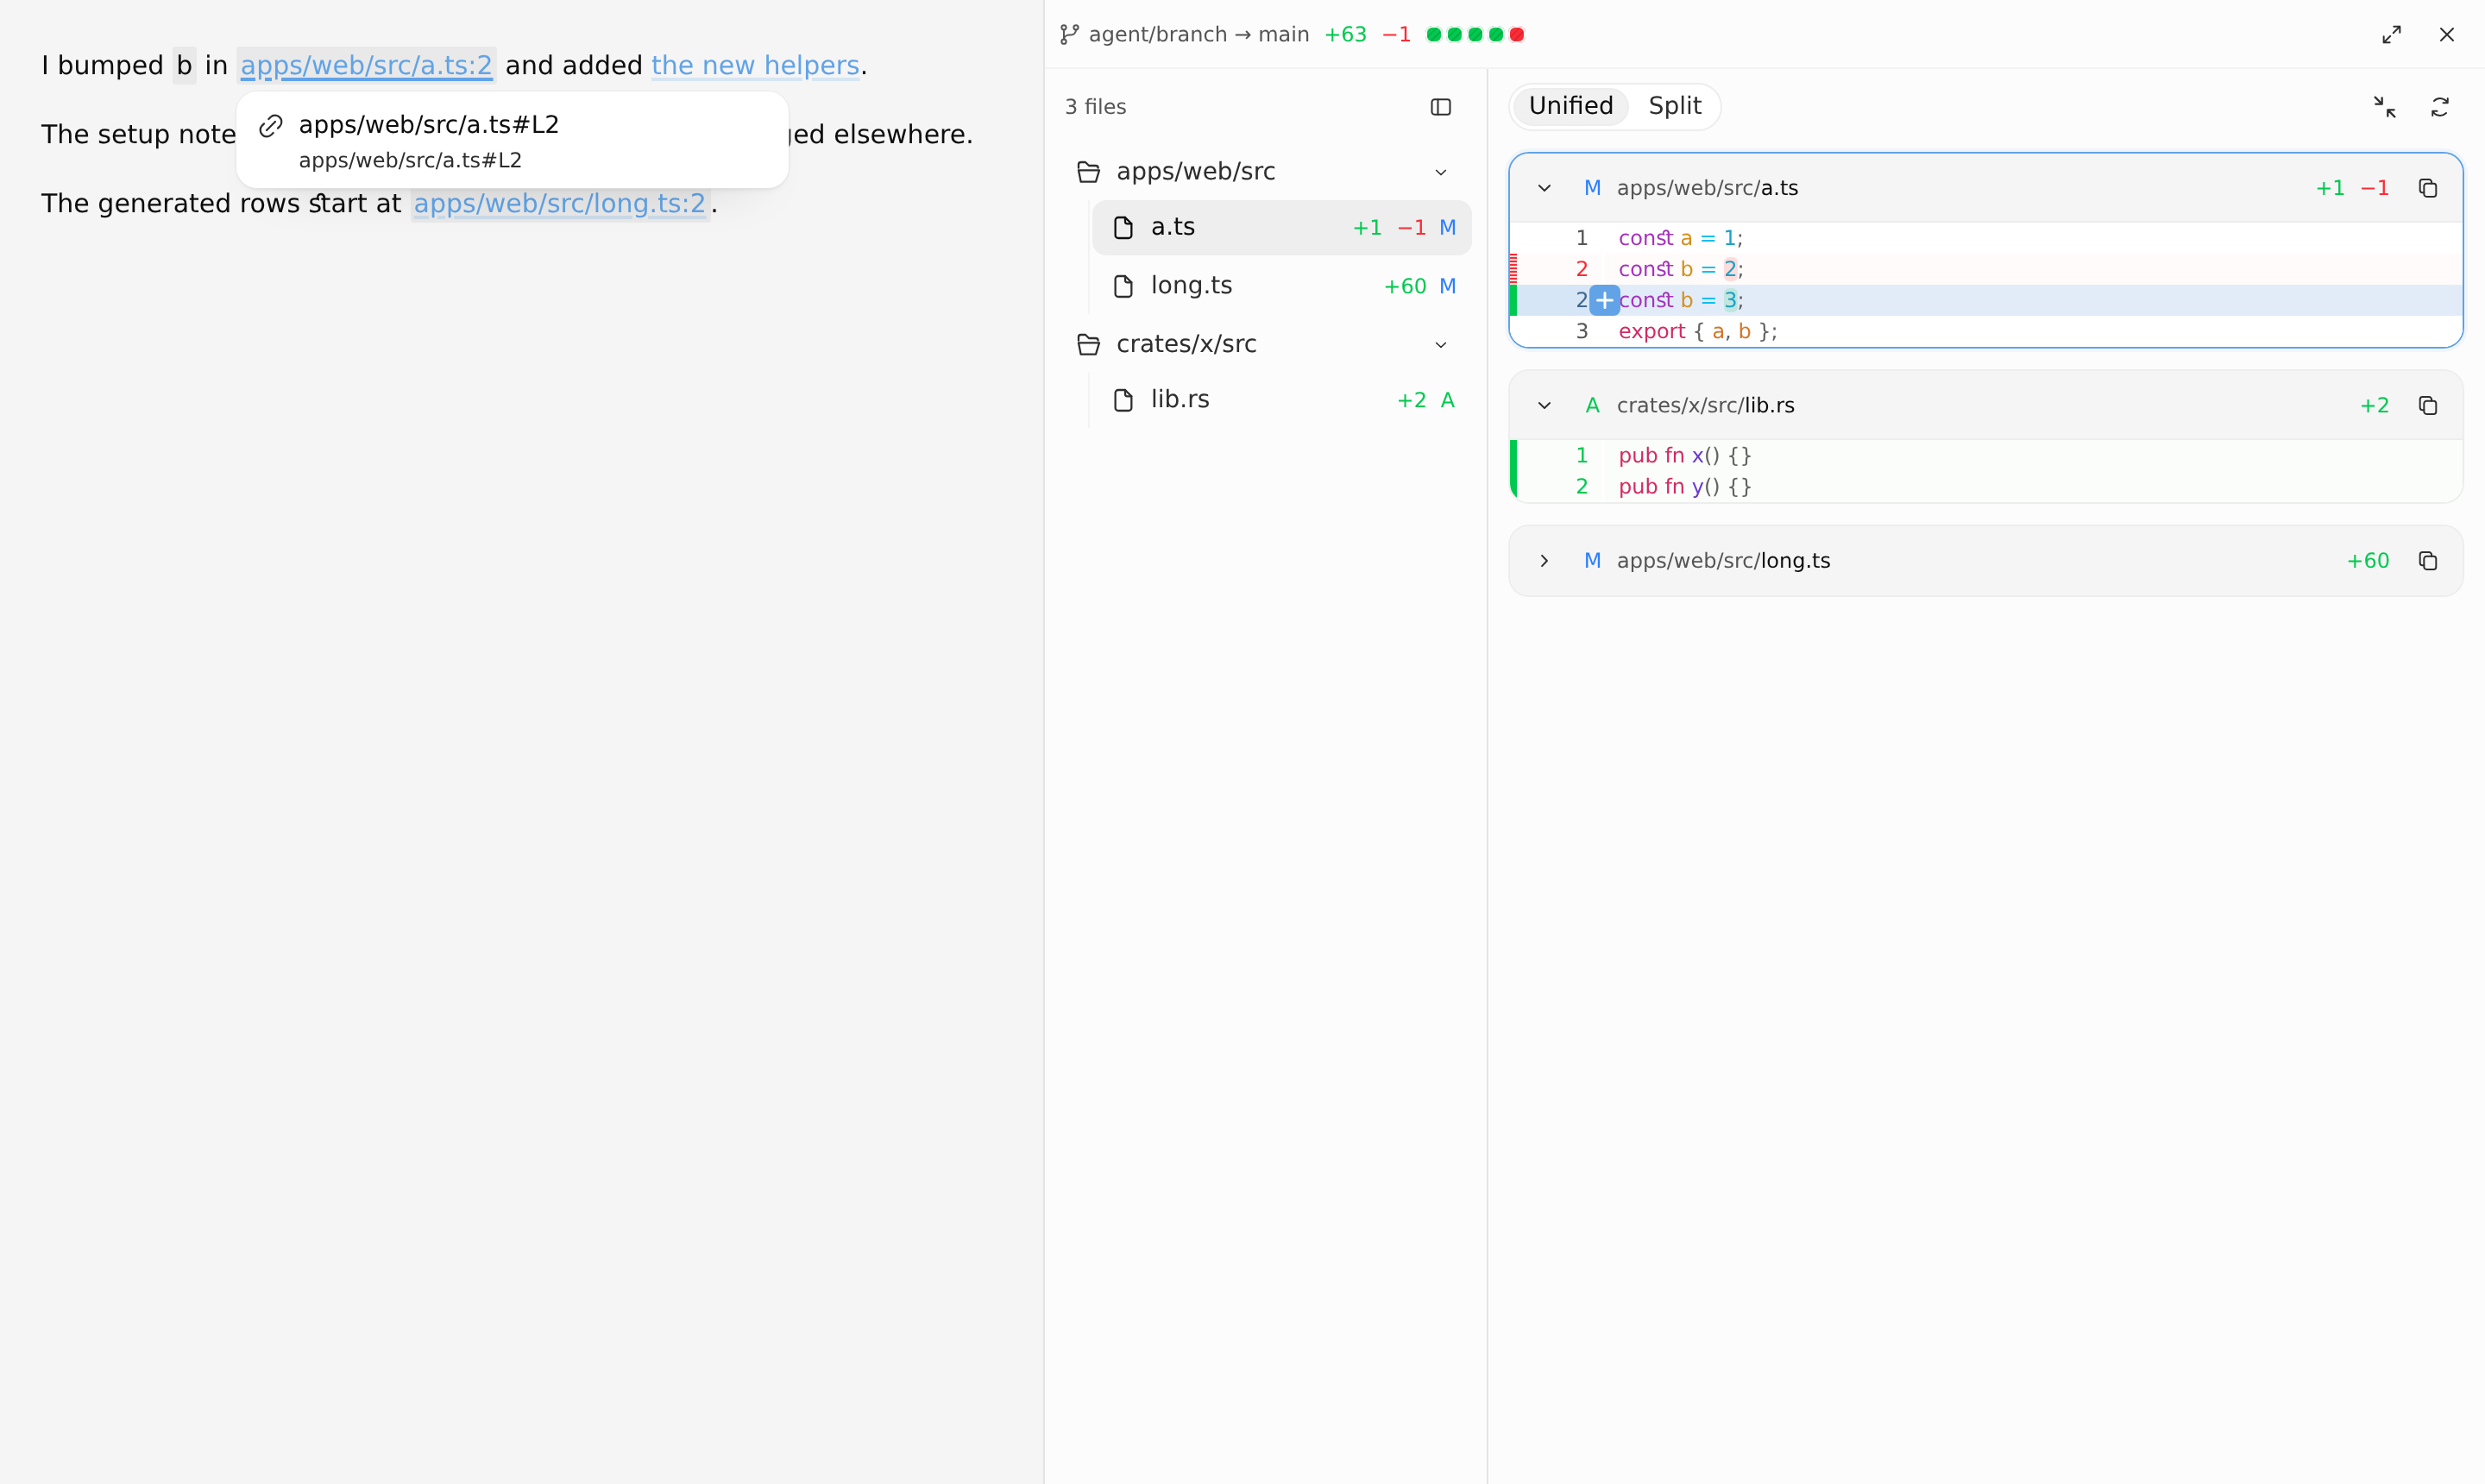 I bumped b in apps/web/src/a.ts:2 and added the new helpers.
apps/web/src/a.ts#L2
apps/web/src/a.ts#L2
The setup note ged elsewhere.
The generated rows start at apps/web/src/long.ts:2.
agent/branch → main +63 −1
3 files
apps/web/src
a.ts +1 −1 M
long.ts +60 M
crates/x/src
lib.rs +2 A
Unified Split
M apps/web/src/a.ts +1 −1
1 const a = 1;
2 const b = 2;
2 + const b = 3;
3 export { a, b };
A crates/x/src/lib.rs +2
1 pub fn x() {}
2 pub fn y() {}
M apps/web/src/long.ts +60